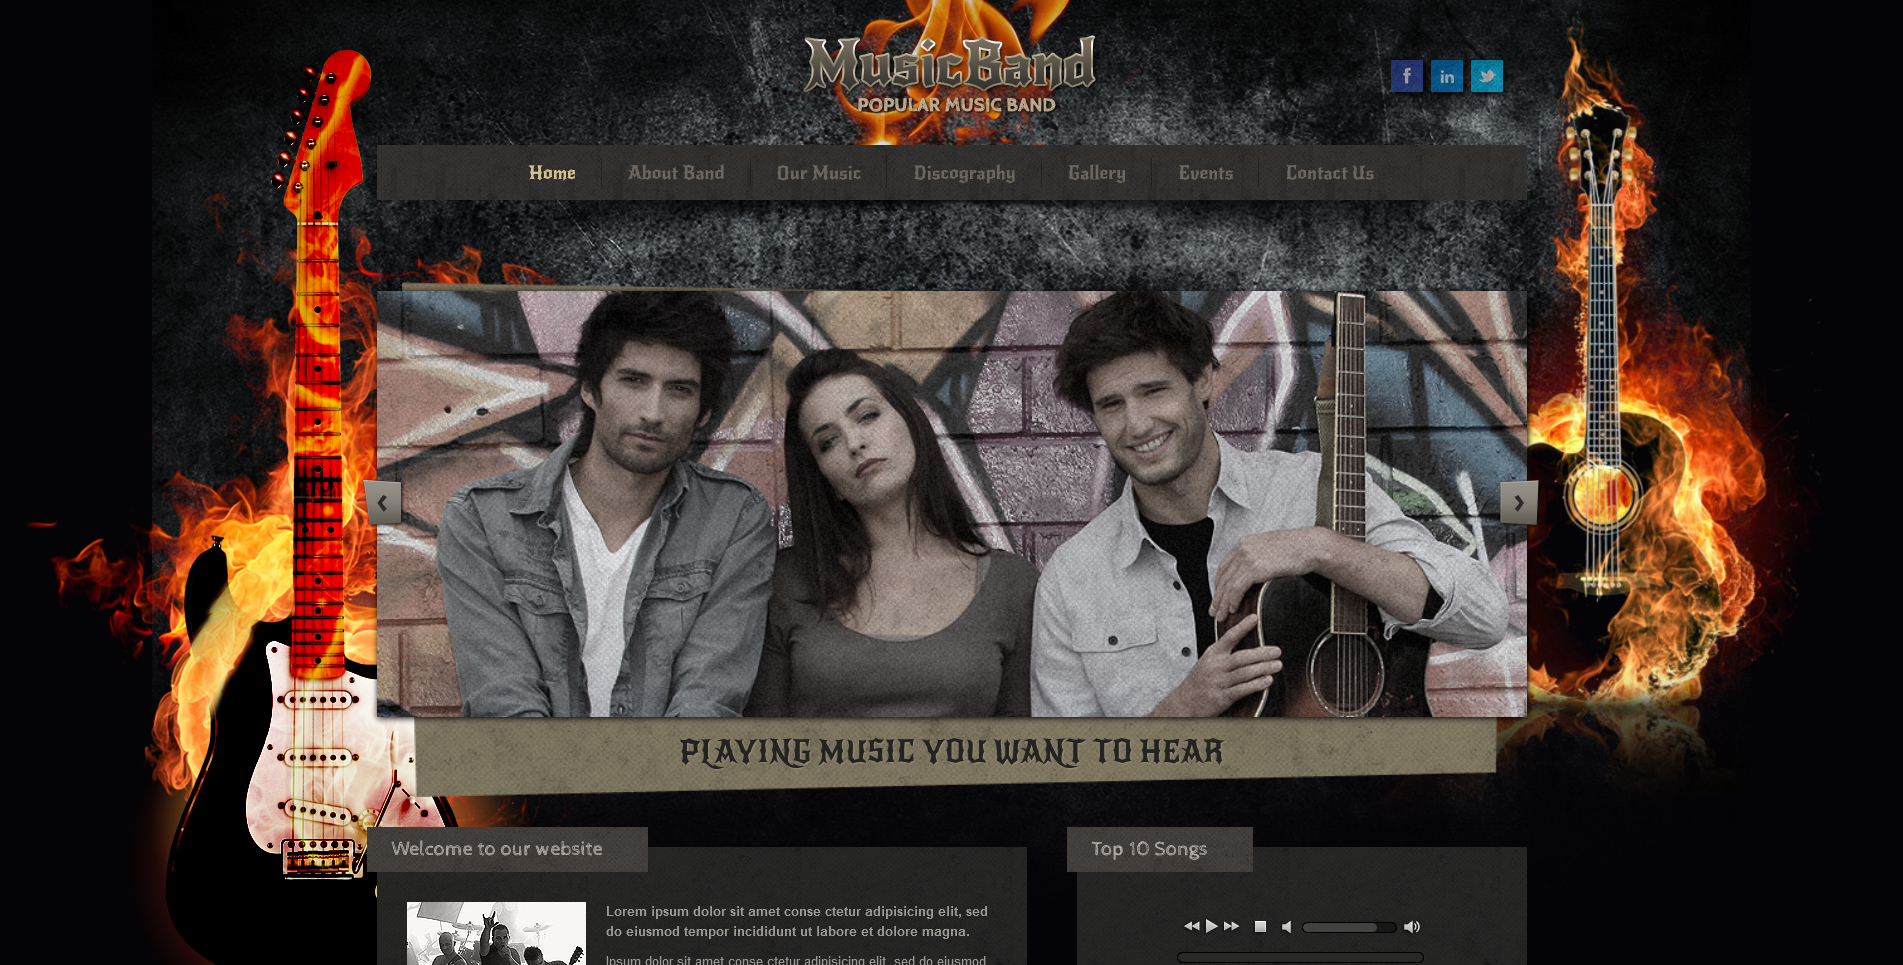 MusicBand
POPULAR MUSIC BAND
f in
Home About Band Our Music Discography Gallery Events Contact Us
PLAYING MUSIC YOU WANT TO HEAR
Welcome to our website
Lorem ipsum dolor sit amet conse ctetur adipisicing elit, sed
do eiusmod tempor incididunt ut labore et dolore magna.
Ipsum dolor sit amet conse ctetur adipisicing elit, sed do eiusmod
Top 10 Songs